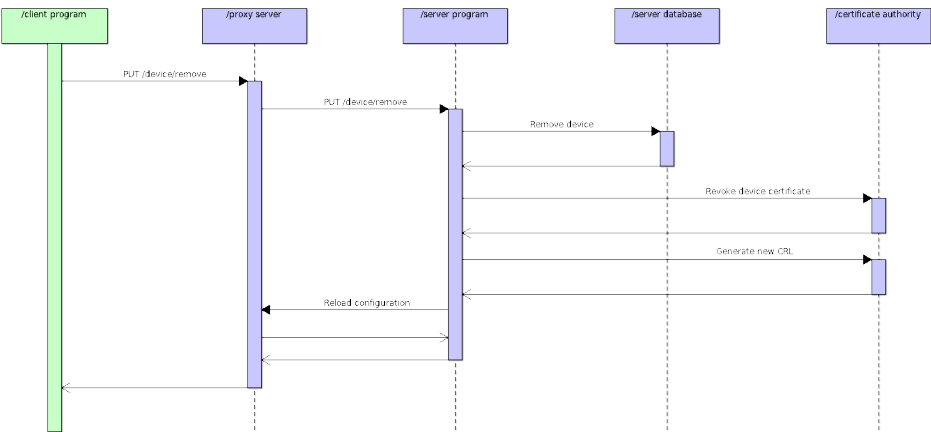 /client program
/proxy server
/server program
/server database
/certificate authority
PUT /device/remove
PUT /device/remove
Remove device
Revoke device certificate
Generate new CRL
Reload configuration